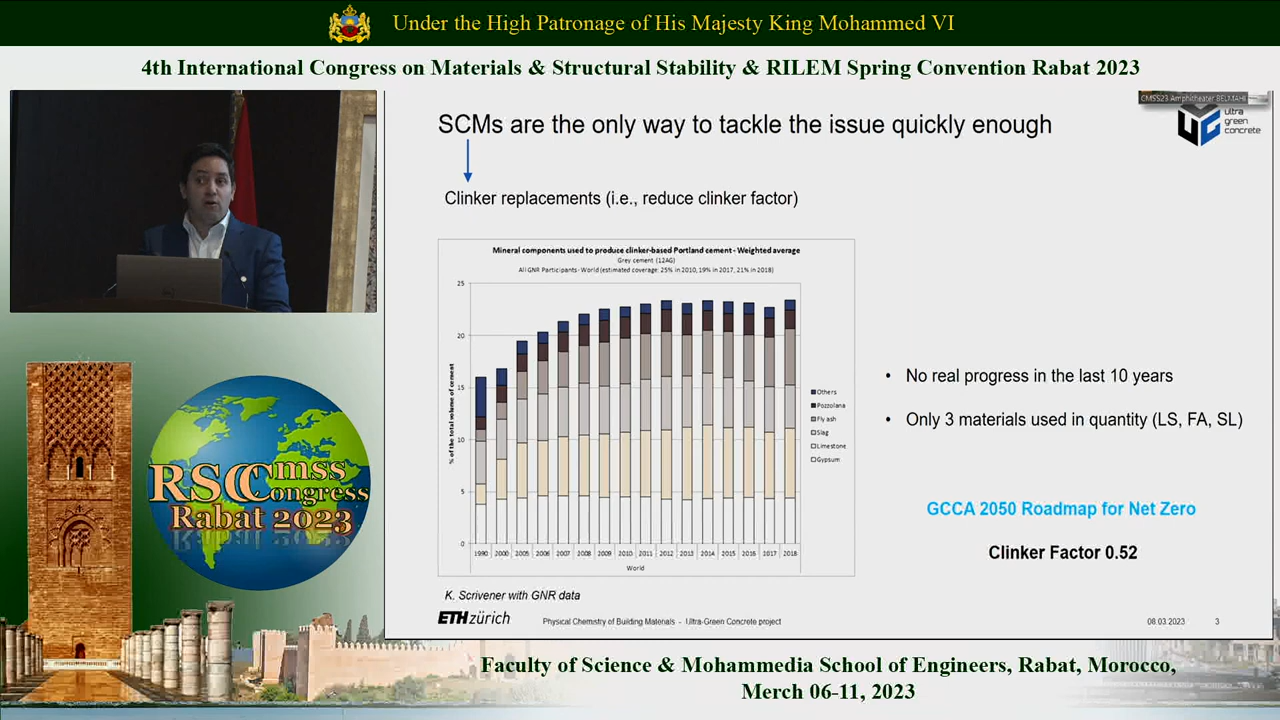 Under the High Patronage of His Majesty King Mohammed VI
4th International Congress on Materials & Structural Stability & RILEM Spring Convention Rabat 2023
CMSS23 Amphitheater BELMAHI
SCMs are the only way to tackle the issue quickly enough
ultra
green
concrete
Clinker replacements (i.e., reduce clinker factor)
Mineral components used to produce clinker-based Portland cement - Weighted average
Grey cement (12AG)
All GNR Participants - World (estimated coverage: 25% in 2010, 19% in 2017, 21% in 2018)
% of the total volume of cement
25
20
15
10
5
0
1990 2000 2005 2006 2007 2008 2009 2010 2011 2012 2013 2014 2015 2016 2017 2018
World
Others
Pozzolana
Fly ash
Slag
Limestone
Gypsum
• No real progress in the last 10 years
• Only 3 materials used in quantity (LS, FA, SL)
GCCA 2050 Roadmap for Net Zero
Clinker Factor 0.52
K. Scrivener with GNR data
ETH zürich
Physical Chemistry of Building Materials - Ultra-Green Concrete project
08.03.2023 3
RSCCmss
Congress
Rabat 2023
Faculty of Science & Mohammedia School of Engineers, Rabat, Morocco,
Merch 06-11, 2023